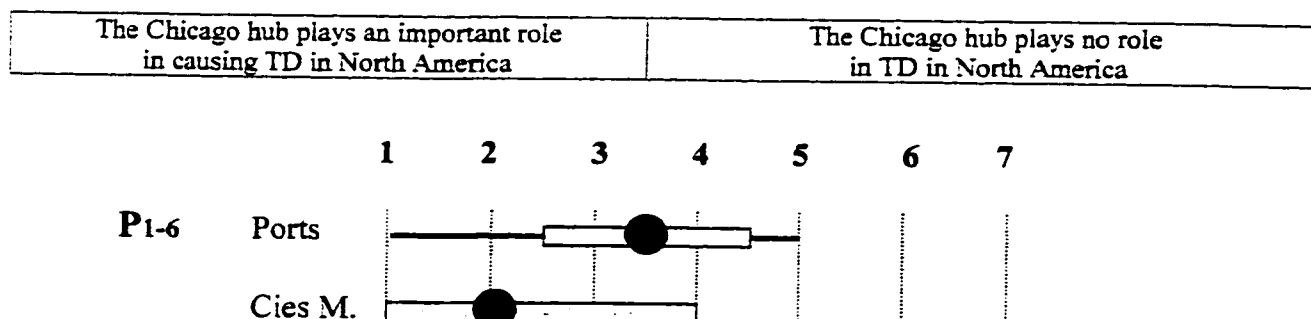 The Chicago hub plays an important role
in causing TD in North America
The Chicago hub plays no role
in TD in North America
1 2 3 4 5 6 7
P1-6 Ports
Cies M.